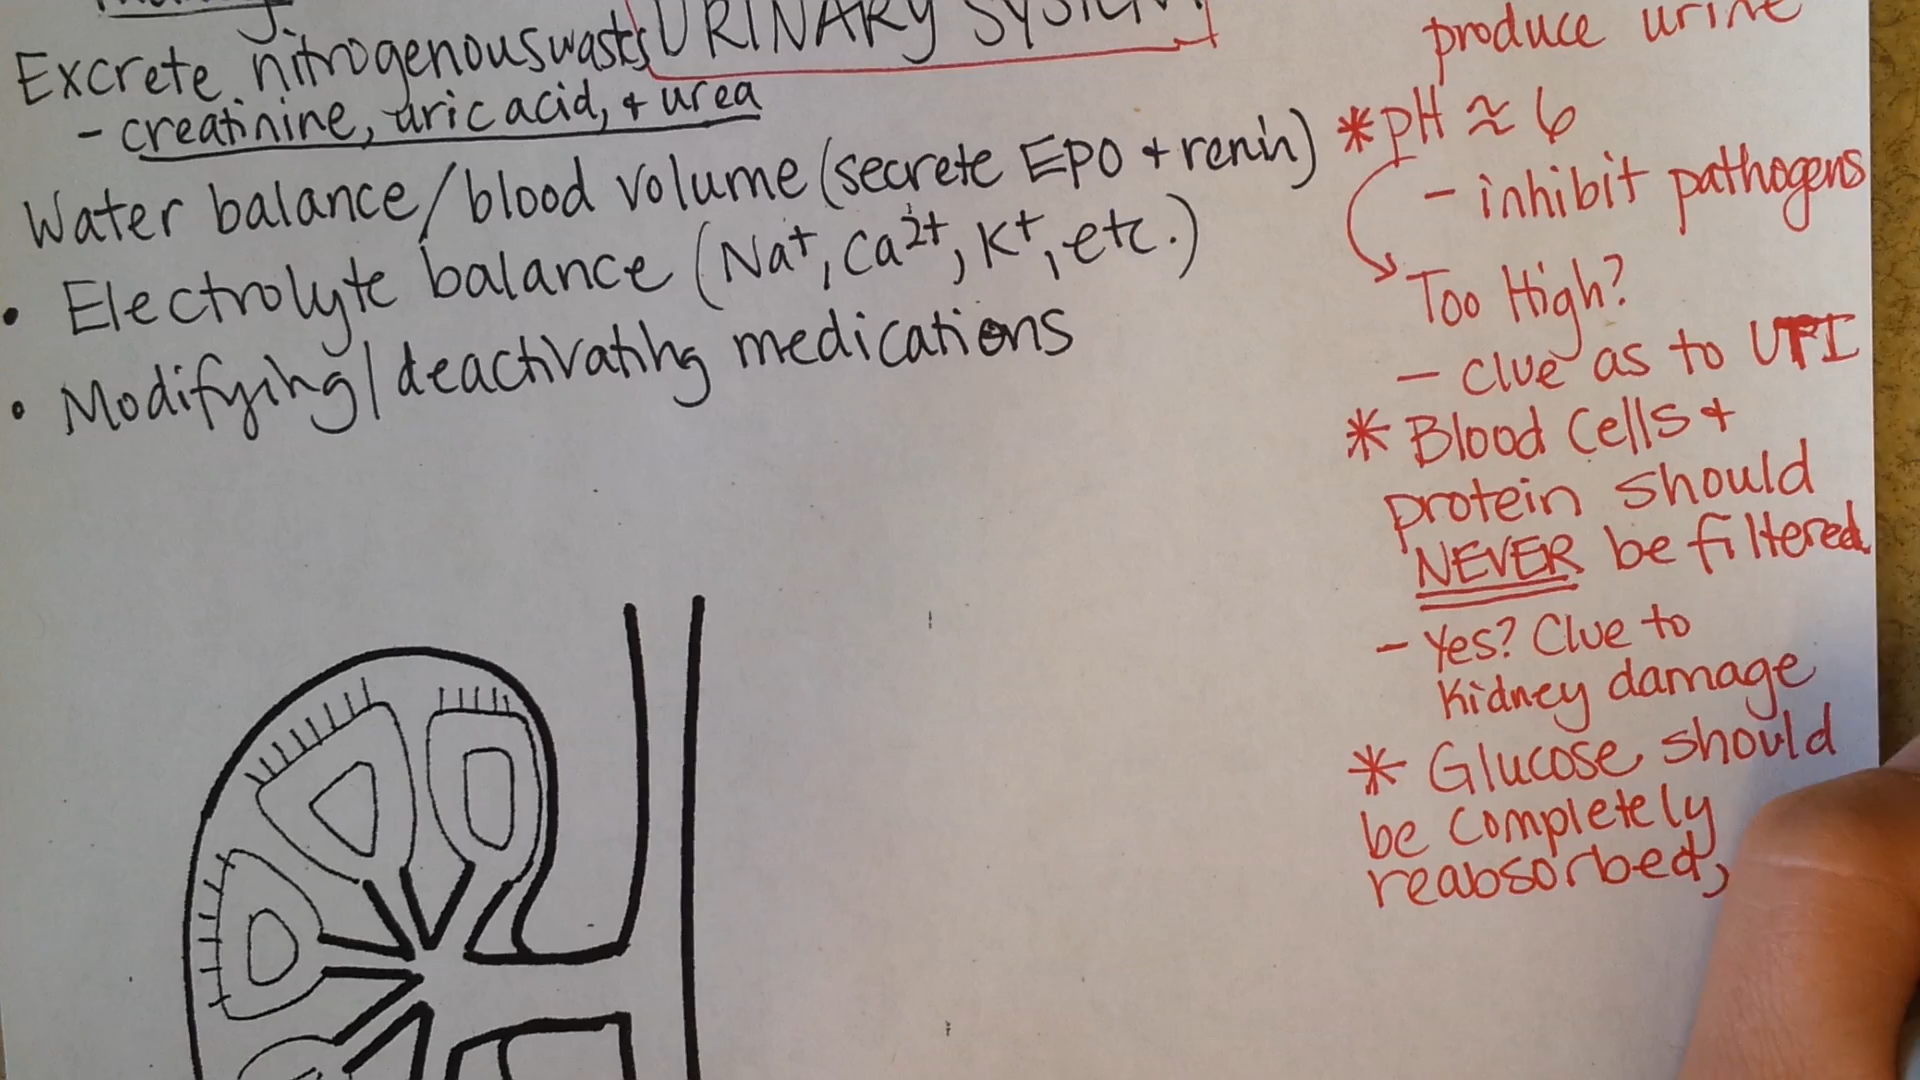 URINARY SYSTEM
Excrete nitrogenous wastes
- creatinine, uric acid, + urea
Water balance/blood volume (secrete EPO + renin)
• Electrolyte balance (Na+, Ca2+, K+, etc.)
• Modifying/deactivating medications
produce urine
* pH ≈ 6
- inhibit pathogens
Too High?
- clue as to UTI
* Blood cells +
protein should
NEVER be filtered
- Yes? Clue to
kidney damage
* Glucose should
be completely
reabsorbed,